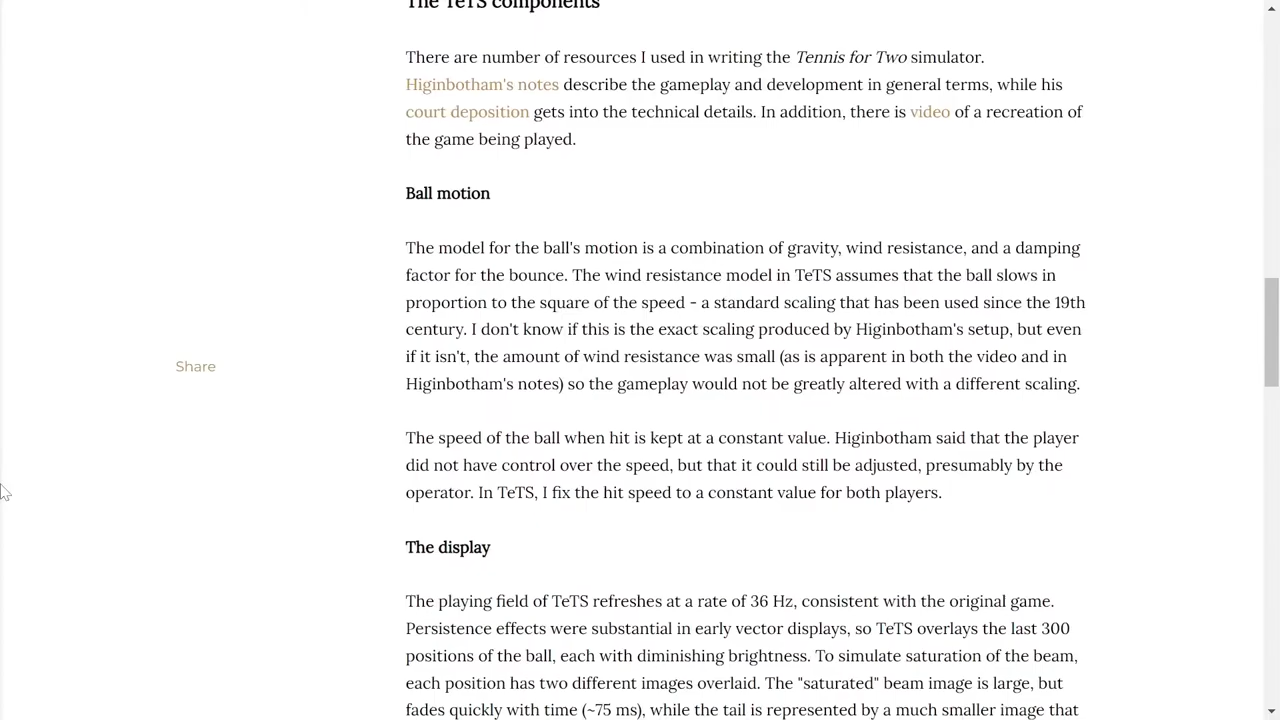 The TeTS components
There are number of resources I used in writing the Tennis for Two simulator.
Higinbotham's notes describe the gameplay and development in general terms, while his
court deposition gets into the technical details. In addition, there is video of a recreation of
the game being played.
Ball motion
The model for the ball's motion is a combination of gravity, wind resistance, and a damping
factor for the bounce. The wind resistance model in TeTS assumes that the ball slows in
proportion to the square of the speed - a standard scaling that has been used since the 19th
century. I don't know if this is the exact scaling produced by Higinbotham's setup, but even
if it isn't, the amount of wind resistance was small (as is apparent in both the video and in
Higinbotham's notes) so the gameplay would not be greatly altered with a different scaling.
Share
The speed of the ball when hit is kept at a constant value. Higinbotham said that the player
did not have control over the speed, but that it could still be adjusted, presumably by the
operator. In TeTS, I fix the hit speed to a constant value for both players.
The display
The playing field of TeTS refreshes at a rate of 36 Hz, consistent with the original game.
Persistence effects were substantial in early vector displays, so TeTS overlays the last 300
positions of the ball, each with diminishing brightness. To simulate saturation of the beam,
each position has two different images overlaid. The "saturated" beam image is large, but
fades quickly with time (~75 ms), while the tail is represented by a much smaller image that